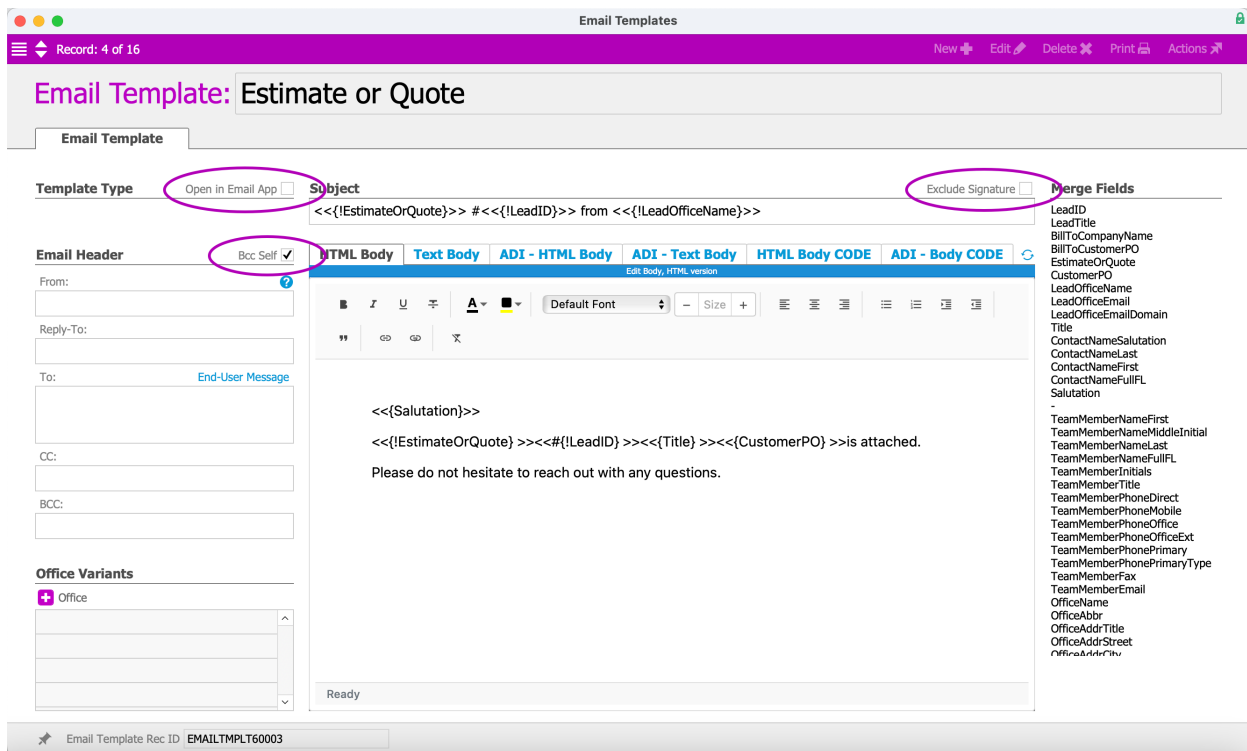 Email Templates
Record: 4 of 16
New Edit Delete Print Actions
Email Template: Estimate or Quote
Email Template
Template Type Open in Email App
Subject Exclude Signature
<<{!EstimateOrQuote}>> #<<{!LeadID}>> from <<{!LeadOfficeName}>>
Email Header Bcc Self
From:
?
Reply-To:
To: End-User Message
CC:
BCC:
Office Variants
Office
HTML Body Text Body ADI - HTML Body ADI - Text Body HTML Body CODE ADI - Body CODE
Edit Body, HTML version
B I U T A Default Font - Size +
<<{Salutation}>>
<<{!EstimateOrQuote} >><<#{!LeadID} >><<{Title} >><<{CustomerPO} >>is attached.
Please do not hesitate to reach out with any questions.
Ready
Merge Fields
LeadID
LeadTitle
BillToCompanyName
BillToCustomerPO
EstimateOrQuote
CustomerPO
LeadOfficeName
LeadOfficeEmail
LeadOfficeEmailDomain
Title
ContactNameSalutation
ContactNameLast
ContactNameFirst
ContactNameFullFL
Salutation
-
TeamMemberNameFirst
TeamMemberNameMiddleInitial
TeamMemberNameLast
TeamMemberNameFullFL
TeamMemberInitials
TeamMemberTitle
TeamMemberPhoneDirect
TeamMemberPhoneMobile
TeamMemberPhoneOffice
TeamMemberPhoneOfficeExt
TeamMemberPhonePrimary
TeamMemberPhonePrimaryType
TeamMemberFax
TeamMemberEmail
OfficeName
OfficeAbbr
OfficeAddrTitle
OfficeAddrStreet
OfficeAddrCity
Email Template Rec ID EMAILTMPLT60003